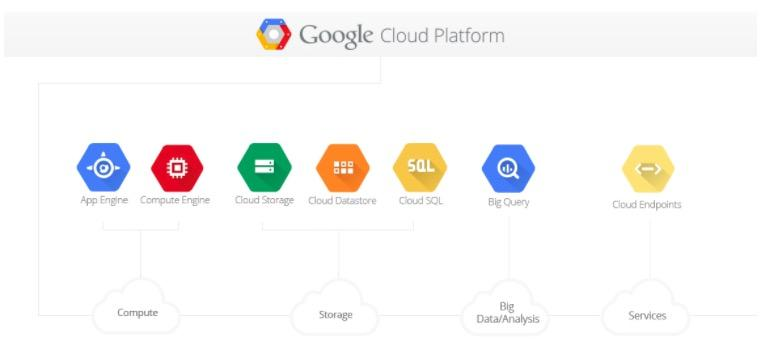 Google Cloud Platform
SQL
App Engine
Compute Engine
Cloud Storage
Cloud Datastore
Cloud SQL
Big Query
Cloud Endpoints
Compute
Storage
Big
Data/Analysis
Services